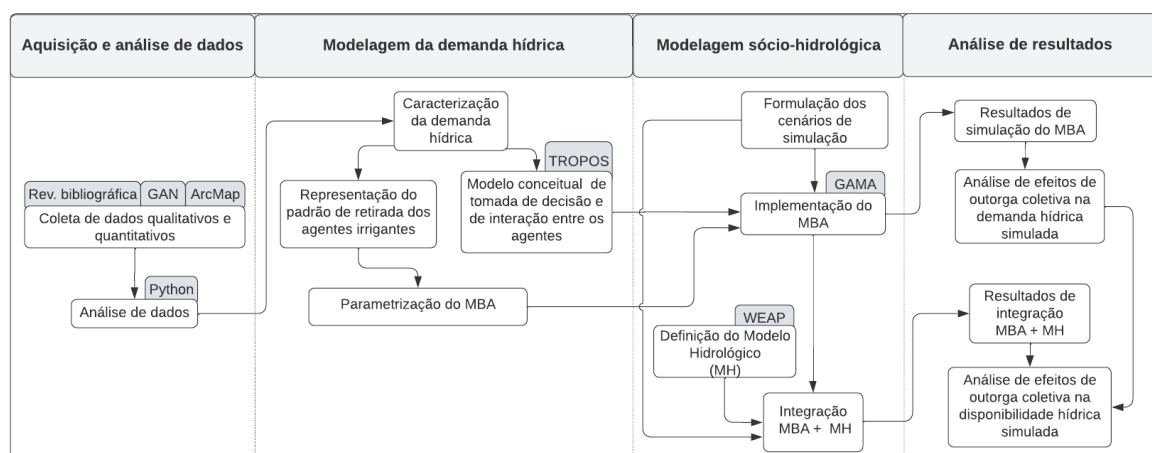 Aquisição e análise de dados
Modelagem da demanda hídrica
Modelagem sócio-hidrológica
Análise de resultados
Rev. bibliográfica
GAN
ArcMap
Coleta de dados qualitativos e
quantitativos
Python
Análise de dados
Caracterização
da demanda
hídrica
TROPOS
Representação do
padrão de retirada dos
agentes irrigantes
Modelo conceitual de
tomada de decisão e
de interação entre os
agentes
Parametrização do MBA
Formulação dos
cenários de
simulação
GAMA
Implementação do
MBA
WEAP
Definição do Modelo
Hidrológico
(MH)
Integração
MBA + MH
Resultados de
simulação do MBA
Análise de efeitos de
outorga coletiva na
demanda hídrica
simulada
Resultados de
integração
MBA + MH
Análise de efeitos de
outorga coletiva na
disponibilidade hídrica
simulada